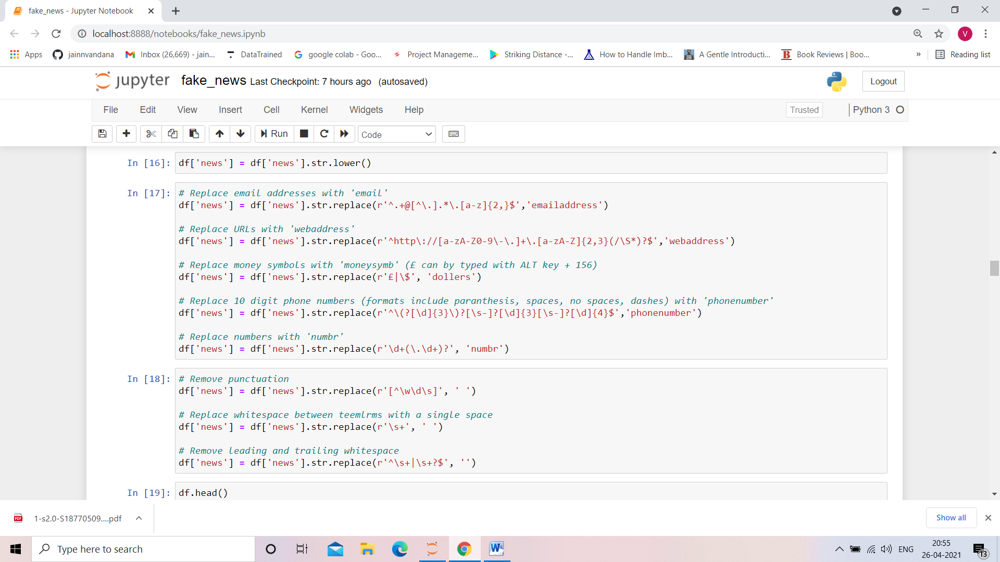 fake_news - Jupyter Notebook
localhost:8888/notebooks/fake_news.ipynb
V
Apps jainnvandana Inbox (26,669) - jain... DataTrained google colab - Goo... Project Manageme... Striking Distance -... How to Handle Imb... A Gentle Introducti... Book Reviews | Boo... » Reading list
jupyter fake_news Last Checkpoint: 7 hours ago (autosaved) Logout
File Edit View Insert Cell Kernel Widgets Help Trusted Python 3
Run Code
In [16]: df['news'] = df['news'].str.lower()
In [17]: # Replace email addresses with 'email'
df['news'] = df['news'].str.replace(r'^.+@[^\.].*\.[a-z]{2,}$','emailaddress')
# Replace URLs with 'webaddress'
df['news'] = df['news'].str.replace(r'^http\://[a-zA-Z0-9\-\.]+\.[a-zA-Z]{2,3}(/\S*)?$','webaddress')
# Replace money symbols with 'moneysymb' (£ can by typed with ALT key + 156)
df['news'] = df['news'].str.replace(r'£|\$', 'dollers')
# Replace 10 digit phone numbers (formats include paranthesis, spaces, no spaces, dashes) with 'phonenumber'
df['news'] = df['news'].str.replace(r'^\(?[\d]{3}\)?[\s-]?[\d]{3}[\s-]?[\d]{4}$','phonenumber')
# Replace numbers with 'numbr'
df['news'] = df['news'].str.replace(r'\d+(\.\d+)?', 'numbr')
In [18]: # Remove punctuation
df['news'] = df['news'].str.replace(r'[^\w\d\s]', ' ')
# Replace whitespace between teemlrms with a single space
df['news'] = df['news'].str.replace(r'\s+', ' ')
# Remove leading and trailing whitespace
df['news'] = df['news'].str.replace(r'^\s+|\s+?$', '')
In [19]: df.head()
PDF 1-s2.0-S18770509....pdf Show all
Type here to search W ENG 20:55
26-04-2021 13